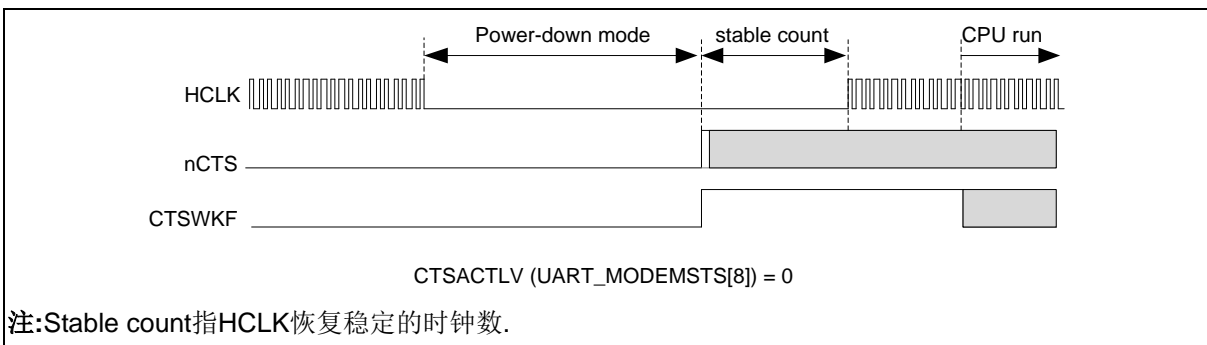 Power-down mode stable count CPU run
HCLK
nCTS
CTSWKF
CTSACTLV (UART_MODEMSTS[8]) = 0
注:Stable count指HCLK恢复稳定的时钟数.